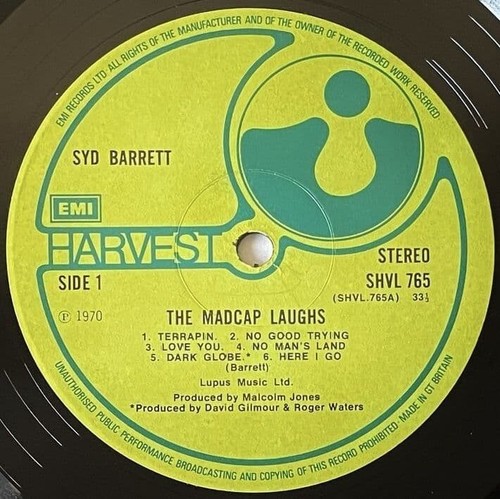 EMI RECORDS LTD. ALL RIGHTS OF THE MANUFACTURER AND OF THE OWNER OF THE RECORDED WORK RESERVED
SYD BARRETT
EMI
HARVEST
STEREO
SIDE 1
SHVL 765
(SHVL.765A) 33⅓
Ⓟ 1970
THE MADCAP LAUGHS
1. TERRAPIN. 2. NO GOOD TRYING
3. LOVE YOU. 4. NO MAN'S LAND
5. DARK GLOBE.* 6. HERE I GO
(Barrett)
Lupus Music Ltd.
Produced by Malcolm Jones
*Produced by David Gilmour & Roger Waters
UNAUTHORISED PUBLIC PERFORMANCE BROADCASTING AND COPYING OF THIS RECORD PROHIBITED · MADE IN GT BRITAIN